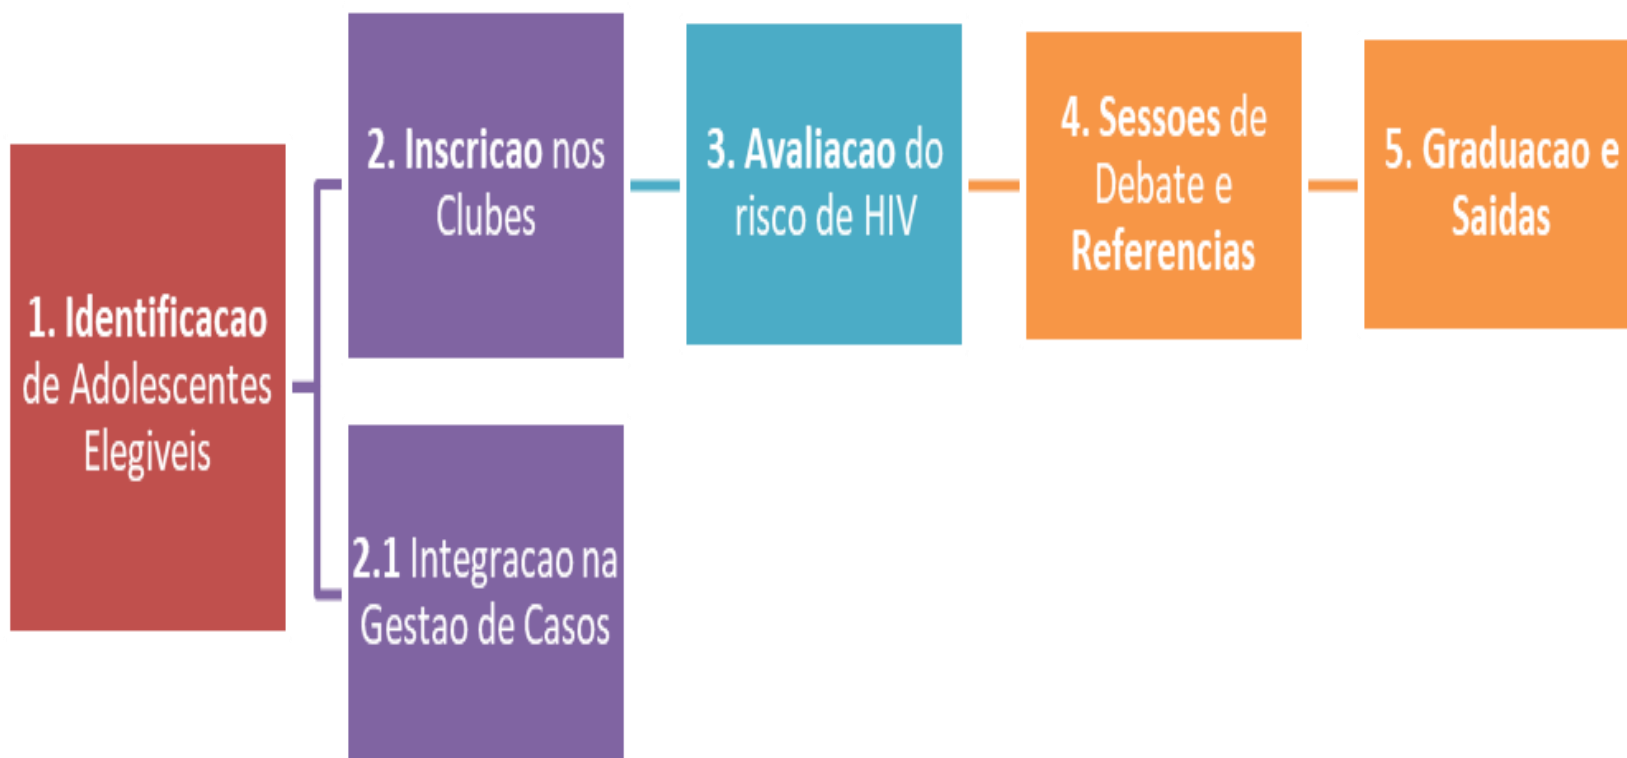 1. Identificacao
de Adolescentes
Elegiveis
2. Inscricao nos
Clubes
2.1 Integracao na
Gestao de Casos
3. Avaliacao do
risco de HIV
4. Sessoes de
Debate e
Referencias
5. Graduacao e
Saidas